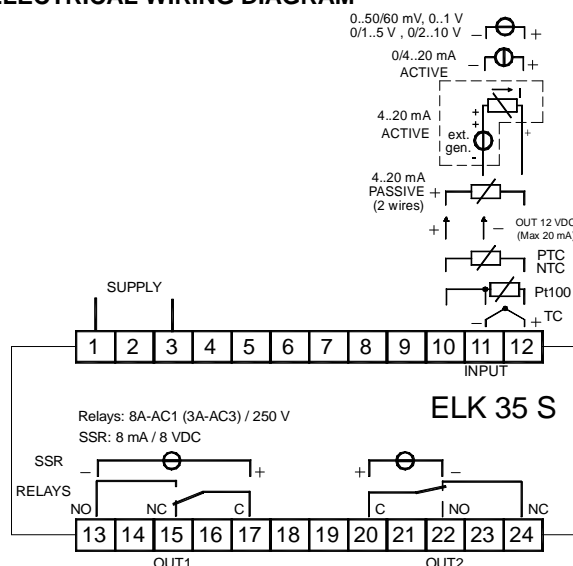 ELECTRICAL WIRING DIAGRAM
0..50/60 mV, 0..1 V
0/1..5 V , 0/2..10 V
− +
0/4..20 mA
ACTIVE
− +
4..20 mA
ACTIVE
I
+
+
+
ext.
gen.
-
4..20 mA
PASSIVE +
(2 wires)
+ −
OUT 12 VDC
(Max 20 mA)
PTC
NTC
Pt100
− + TC
SUPPLY
1 2 3 4 5 6 7 8 9 10 11 12
INPUT
ELK 35 S
Relays: 8A-AC1 (3A-AC3) / 250 V
SSR: 8 mA / 8 VDC
SSR − + + −
RELAYS
NO NC C C NO NC
13 14 15 16 17 18 19 20 21 22 23 24
OUT1 OUT2